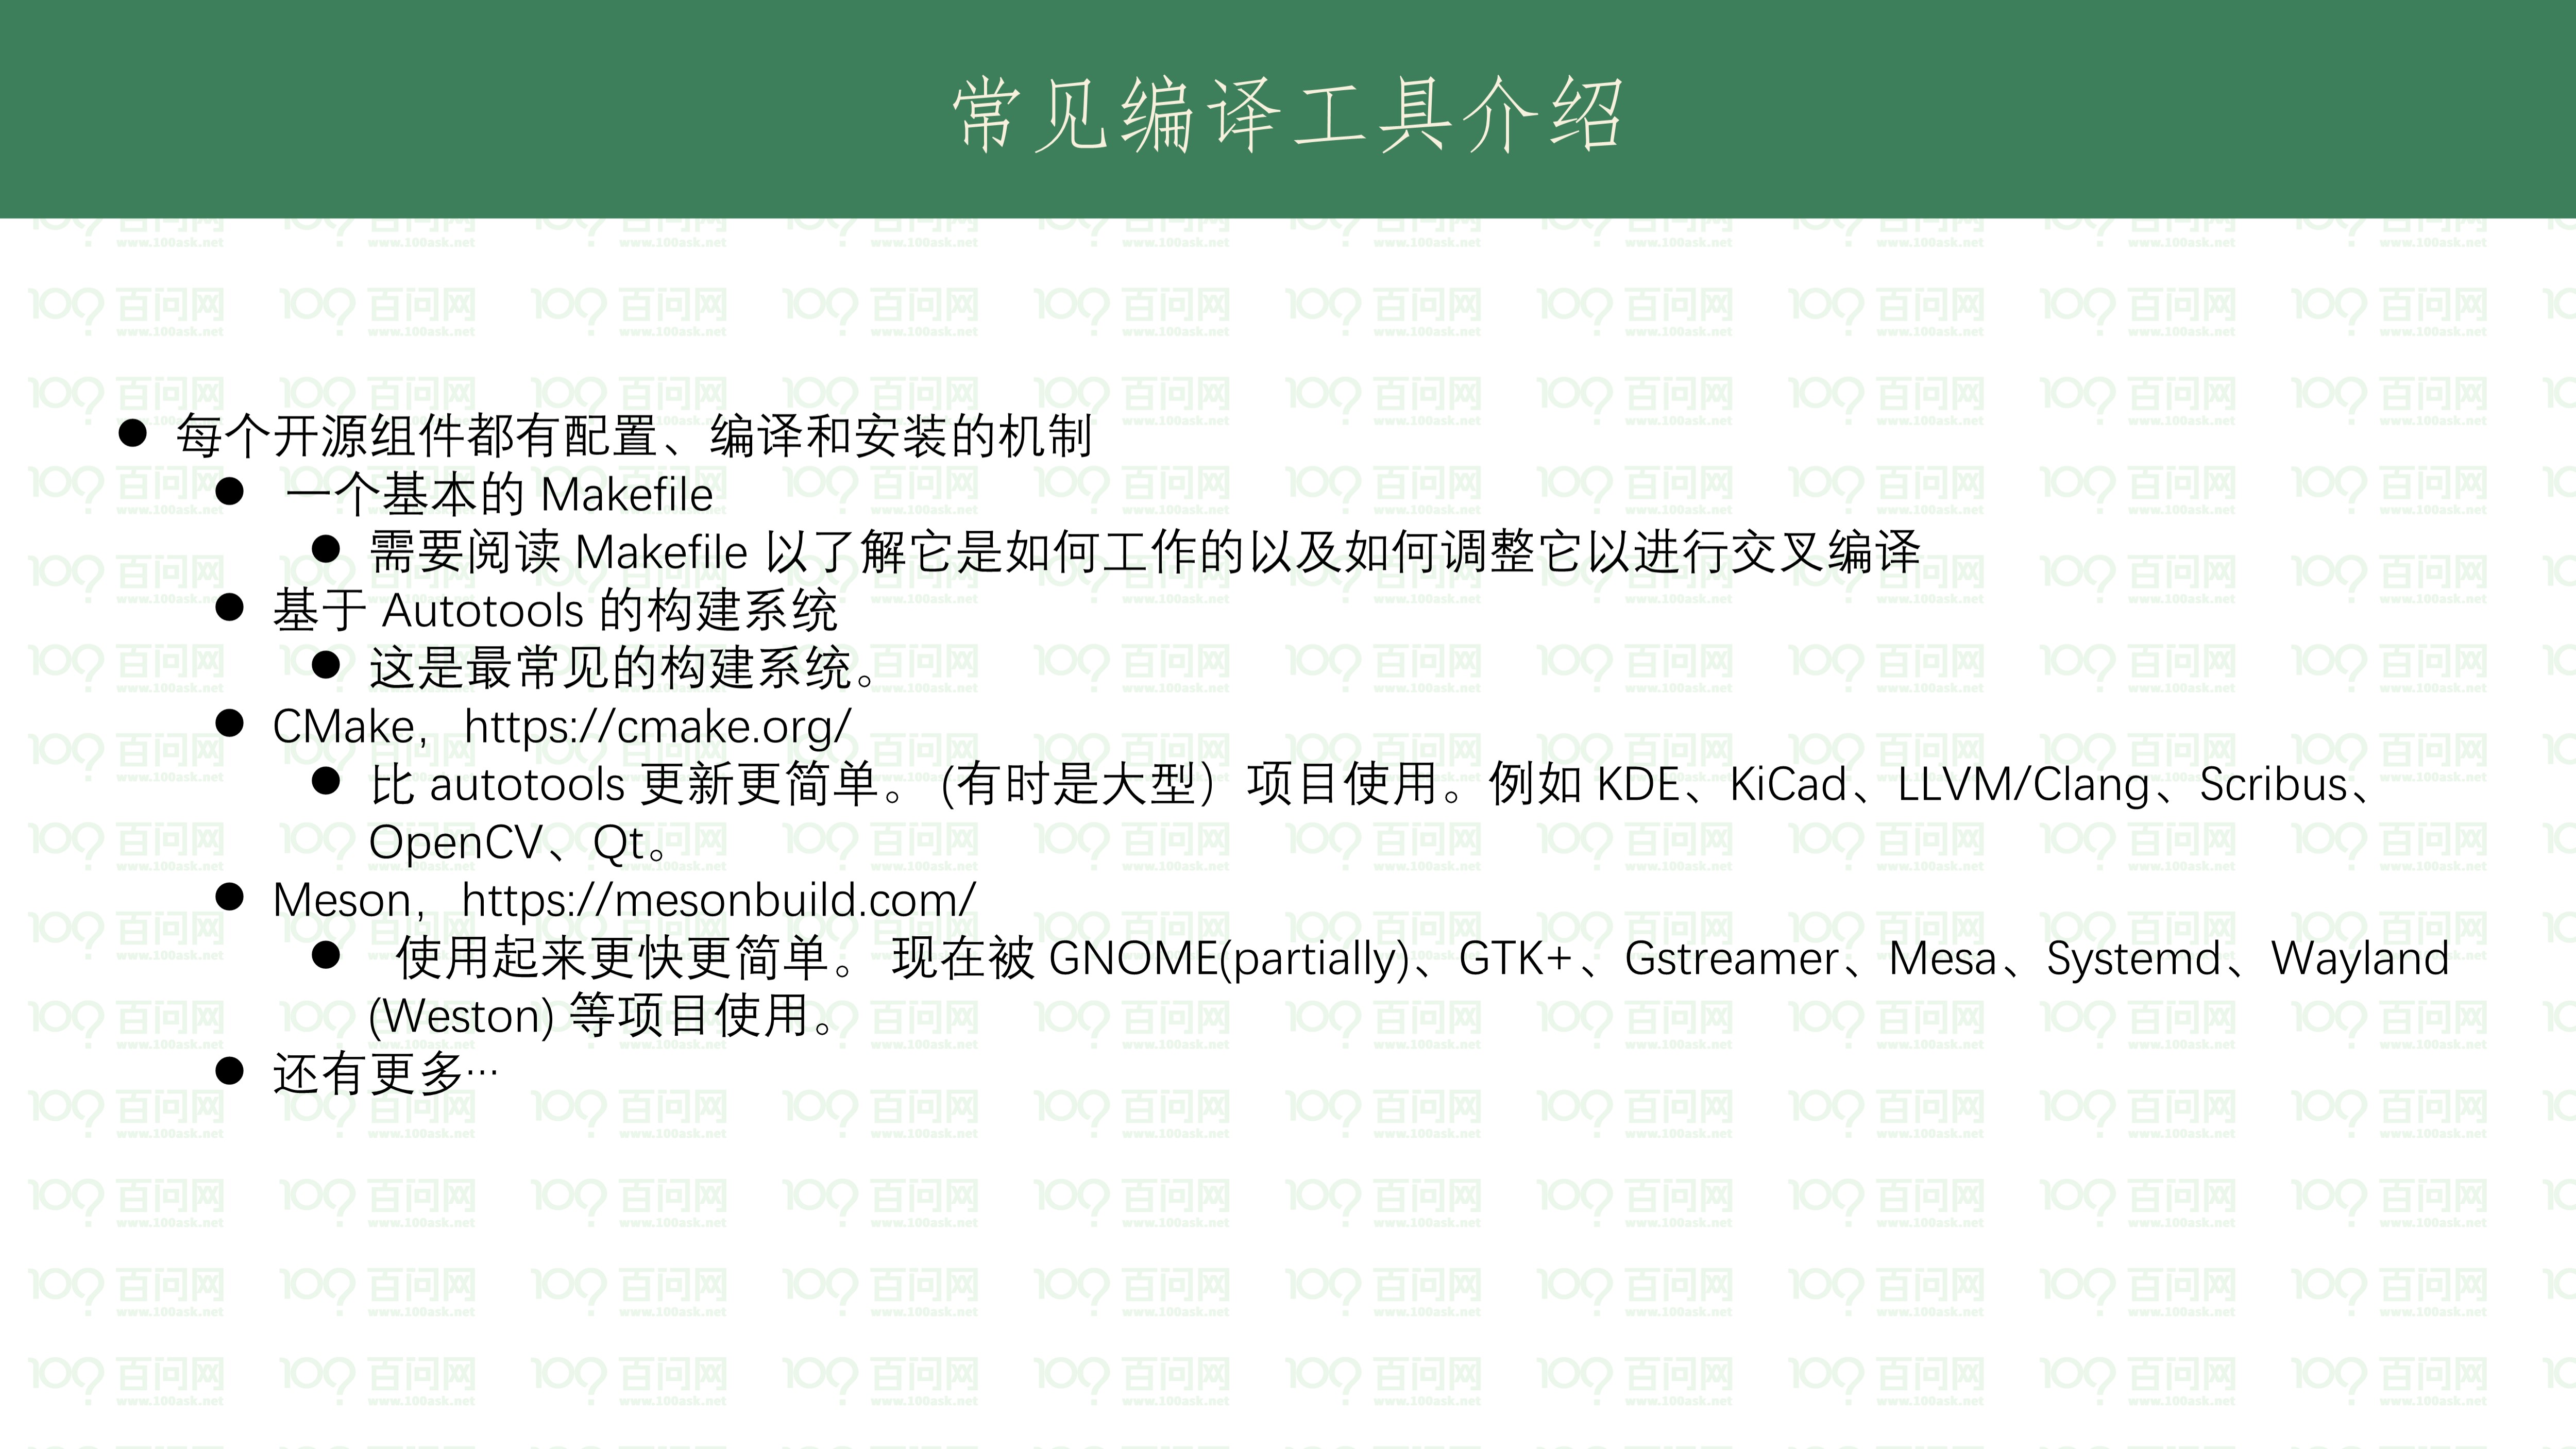 常见编译工具介绍
● 每个开源组件都有配置、编译和安装的机制
● 一个基本的 Makefile
● 需要阅读 Makefile 以了解它是如何工作的以及如何调整它以进行交叉编译
● 基于 Autotools 的构建系统
● 这是最常见的构建系统。
● CMake，https://cmake.org/
● 比 autotools 更新更简单。 (有时是大型）项目使用。例如 KDE、KiCad、LLVM/Clang、Scribus、
OpenCV、Qt。
● Meson，https://mesonbuild.com/
● 使用起来更快更简单。 现在被 GNOME(partially)、GTK+、Gstreamer、Mesa、Systemd、Wayland
(Weston) 等项目使用。
● 还有更多…
百问网
www.100ask.net